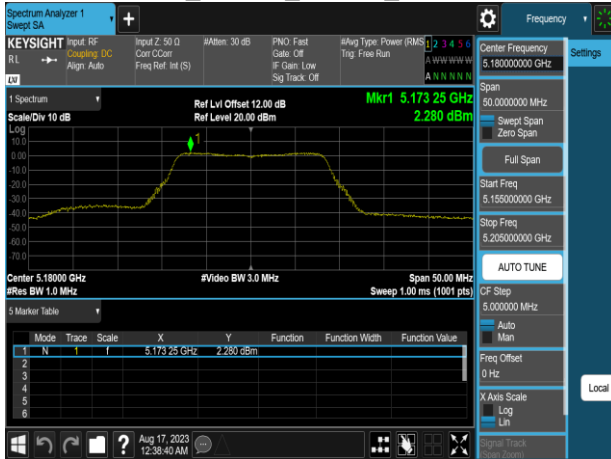 Spectrum Analyzer 1
Swept SA
+
Frequency
KEYSIGHT
RL
LXI
Input: RF
Coupling: DC
Align: Auto
Input Z: 50 Ω
Corr CCorr
Freq Ref: Int (S)
#Atten: 30 dB
PNO: Fast
Gate: Off
IF Gain: Low
Sig Track: Off
#Avg Type: Power (RMS
Trig: Free Run
1 2 3 4 5 6
A W W W W W
A N N N N N
Center Frequency
5.180000000 GHz
Settings
1 Spectrum
Ref Lvl Offset 12.00 dB
Mkr1 5.173 25 GHz
Scale/Div 10 dB
Ref Level 20.00 dBm
2.280 dBm
Log
10.0
0.00
-10.0
-20.0
-30.0
-40.0
-50.0
-60.0
-70.0
1
Center 5.18000 GHz
#Video BW 3.0 MHz
Span 50.00 MHz
#Res BW 1.0 MHz
Sweep 1.00 ms (1001 pts)
Span
50.0000000 MHz
Swept Span
Zero Span
Full Span
Start Freq
5.155000000 GHz
Stop Freq
5.205000000 GHz
AUTO TUNE
CF Step
5.000000 MHz
Auto
Man
Freq Offset
0 Hz
X Axis Scale
Log
Lin
Signal Track
(Span Zoom)
Local
5 Marker Table
Mode Trace Scale X Y Function Function Width Function Value
1 N 1 f 5.173 25 GHz 2.280 dBm
2
3
4
5
6
?
Aug 17, 2023
12:38:40 AM